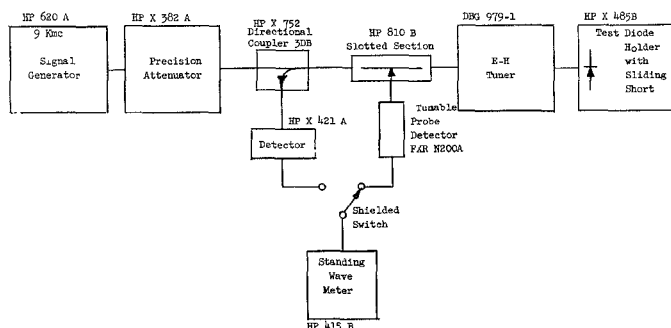 HP 620 A
9 Kmc
Signal
Generator
HP X 382 A
Precision
Attenuator
HP X 752
Directional
Coupler 3DB
HP 810 B
Slotted Section
DBG 979-1
E-H
Tuner
HP X 485B
Test Diode
Holder
with
Sliding
Short
HP X 421 A
Detector
Tunable
Probe
Detector
FXR N200A
Shielded
Switch
Standing
Wave
Meter
HP 415 B